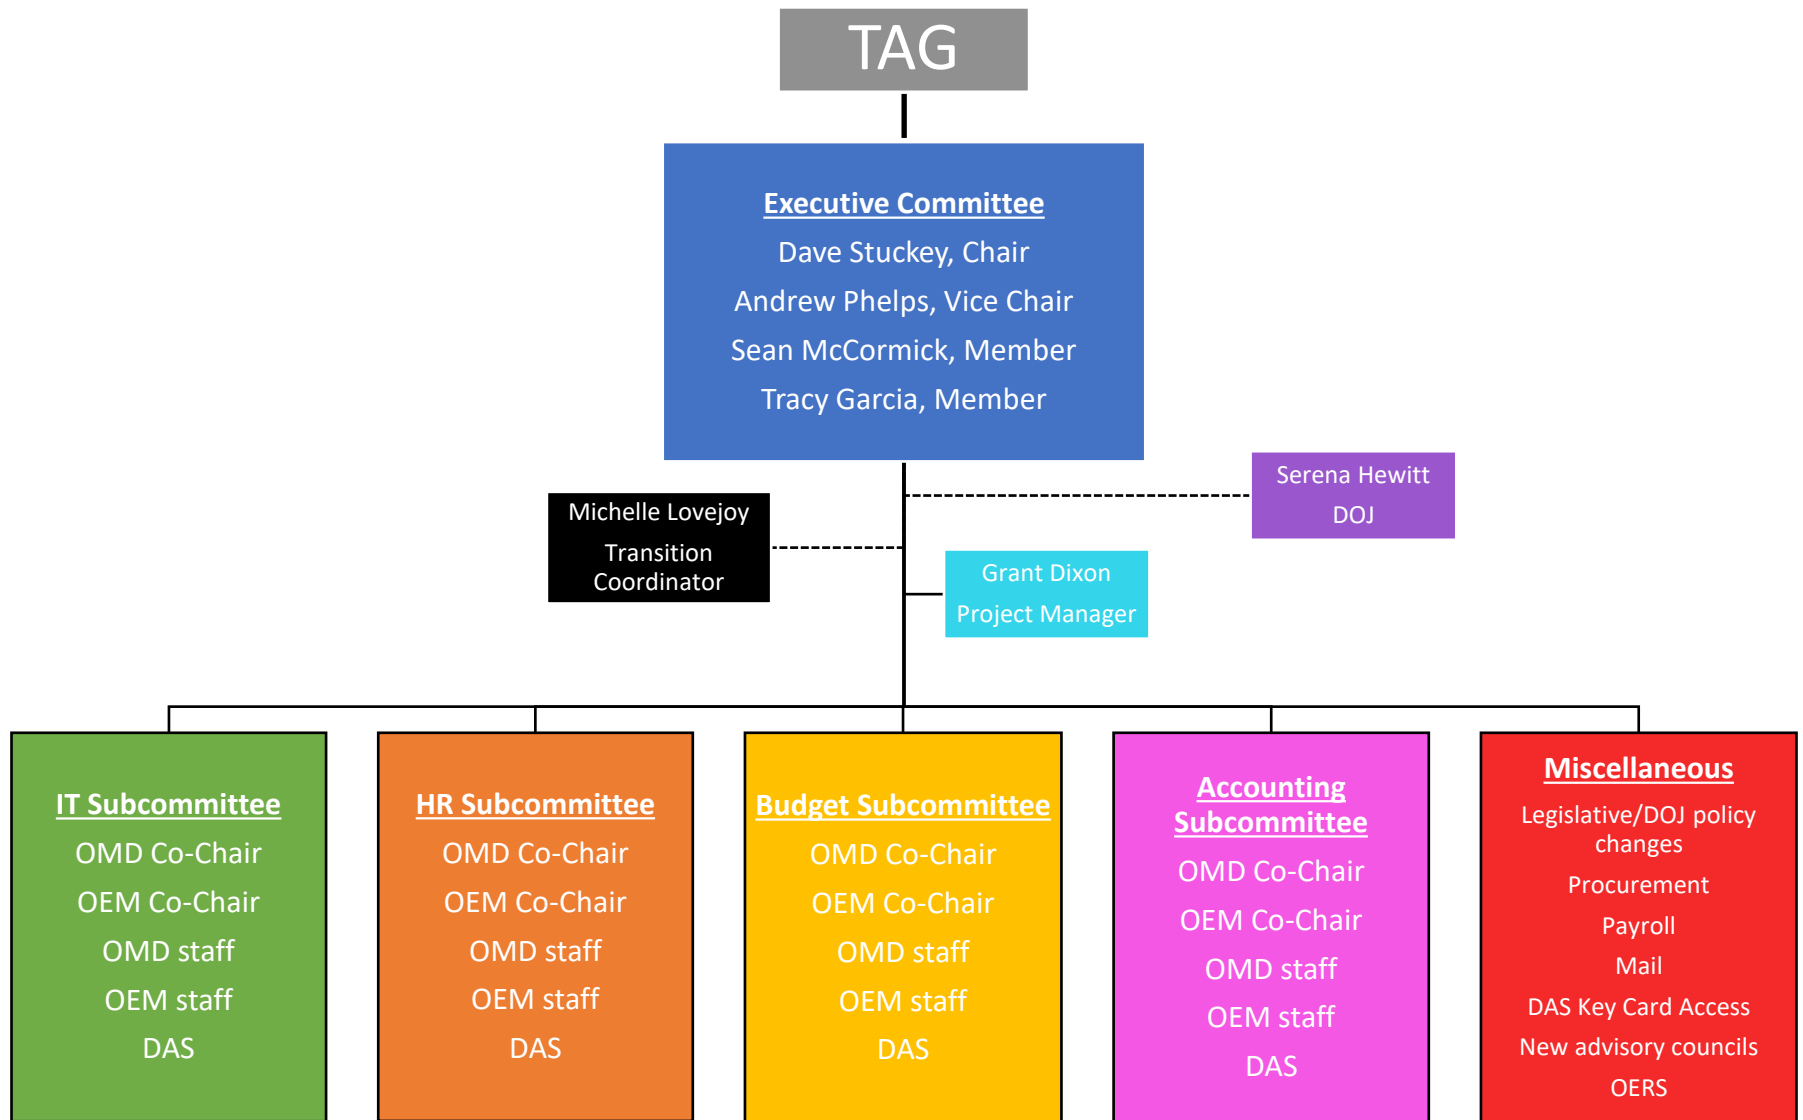 TAG
Executive Committee
Dave Stuckey, Chair
Andrew Phelps, Vice Chair
Sean McCormick, Member
Tracy Garcia, Member
Serena Hewitt
DOJ
Michelle Lovejoy
Transition
Coordinator
Grant Dixon
Project Manager
IT Subcommittee
OMD Co-Chair
OEM Co-Chair
OMD staff
OEM staff
DAS
HR Subcommittee
OMD Co-Chair
OEM Co-Chair
OMD staff
OEM staff
DAS
Budget Subcommittee
OMD Co-Chair
OEM Co-Chair
OMD staff
OEM staff
DAS
Accounting
Subcommittee
OMD Co-Chair
OEM Co-Chair
OMD staff
OEM staff
DAS
Miscellaneous
Legislative/DOJ policy
changes
Procurement
Payroll
Mail
DAS Key Card Access
New advisory councils
OERS